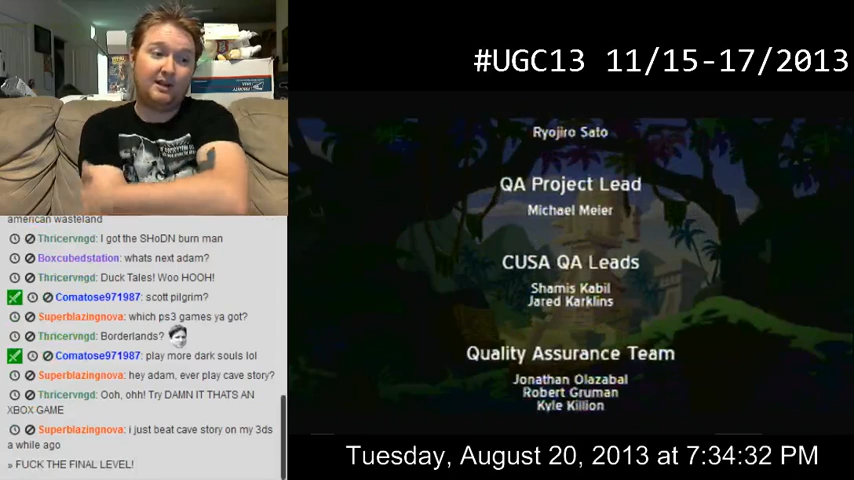 #UGC13 11/15-17/2013
Ryojiro Sato
QA Project Lead
Michael Meier
CUSA QA Leads
Shamis Kabil
Jared Karklins
Quality Assurance Team
Jonathan Olazabal
Robert Gruman
Kyle Killion
Tuesday, August 20, 2013 at 7:34:32 PM
american wasteland
Thricervngd: I got the SHoDN burn man
Boxcubedstation: whats next adam?
Thricervngd: Duck Tales! Woo HOOH!
Comatose971987: scott pilgrim?
Superblazingnova: which ps3 games ya got?
Thricervngd: Borderlands?
Comatose971987: play more dark souls lol
Superblazingnova: hey adam, ever play cave story?
Thricervngd: Ooh, ohh! Try DAMN IT THATS AN
XBOX GAME
Superblazingnova: i just beat cave story on my 3ds
a while ago
» FUCK THE FINAL LEVEL!